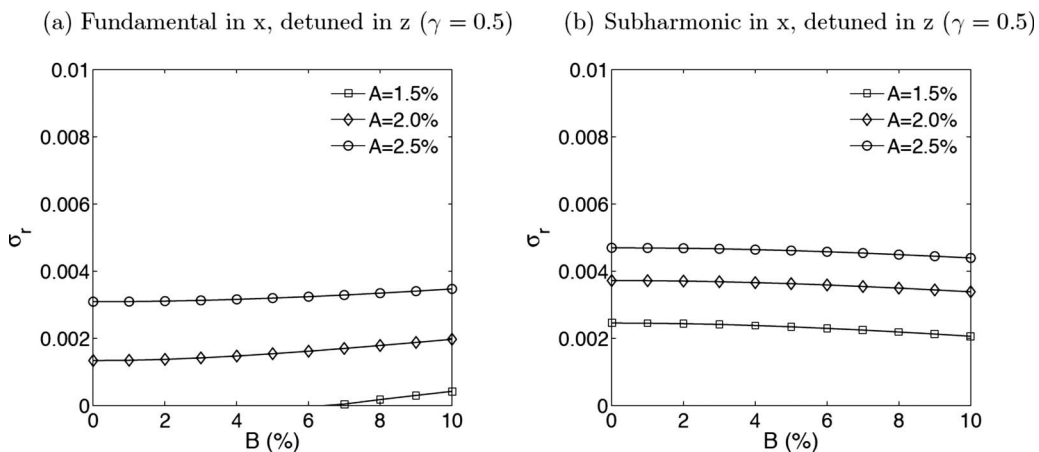 (a) Fundamental in x, detuned in z (γ = 0.5)
0.01
0.008
0.006
0.004
0.002
0
σr
0 2 4 6 8 10
B (%)
A=1.5%
A=2.0%
A=2.5%
(b) Subharmonic in x, detuned in z (γ = 0.5)
0.01
0.008
0.006
0.004
0.002
0
σr
0 2 4 6 8 10
B (%)
A=1.5%
A=2.0%
A=2.5%